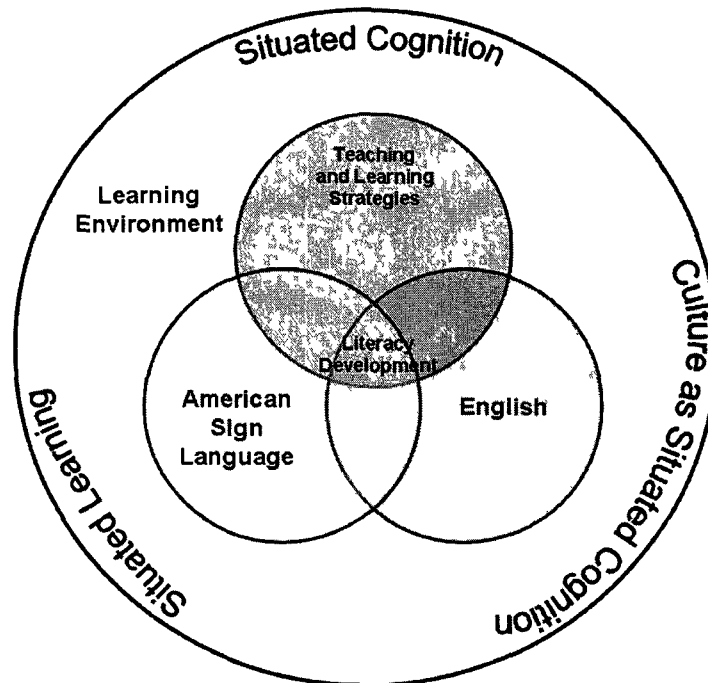 Situated Cognition
Teaching
and Learning
Strategies
Learning
Environment
Literacy
Development
American
Sign
Language
English
Situated Learning
Culture as Situated Cognition